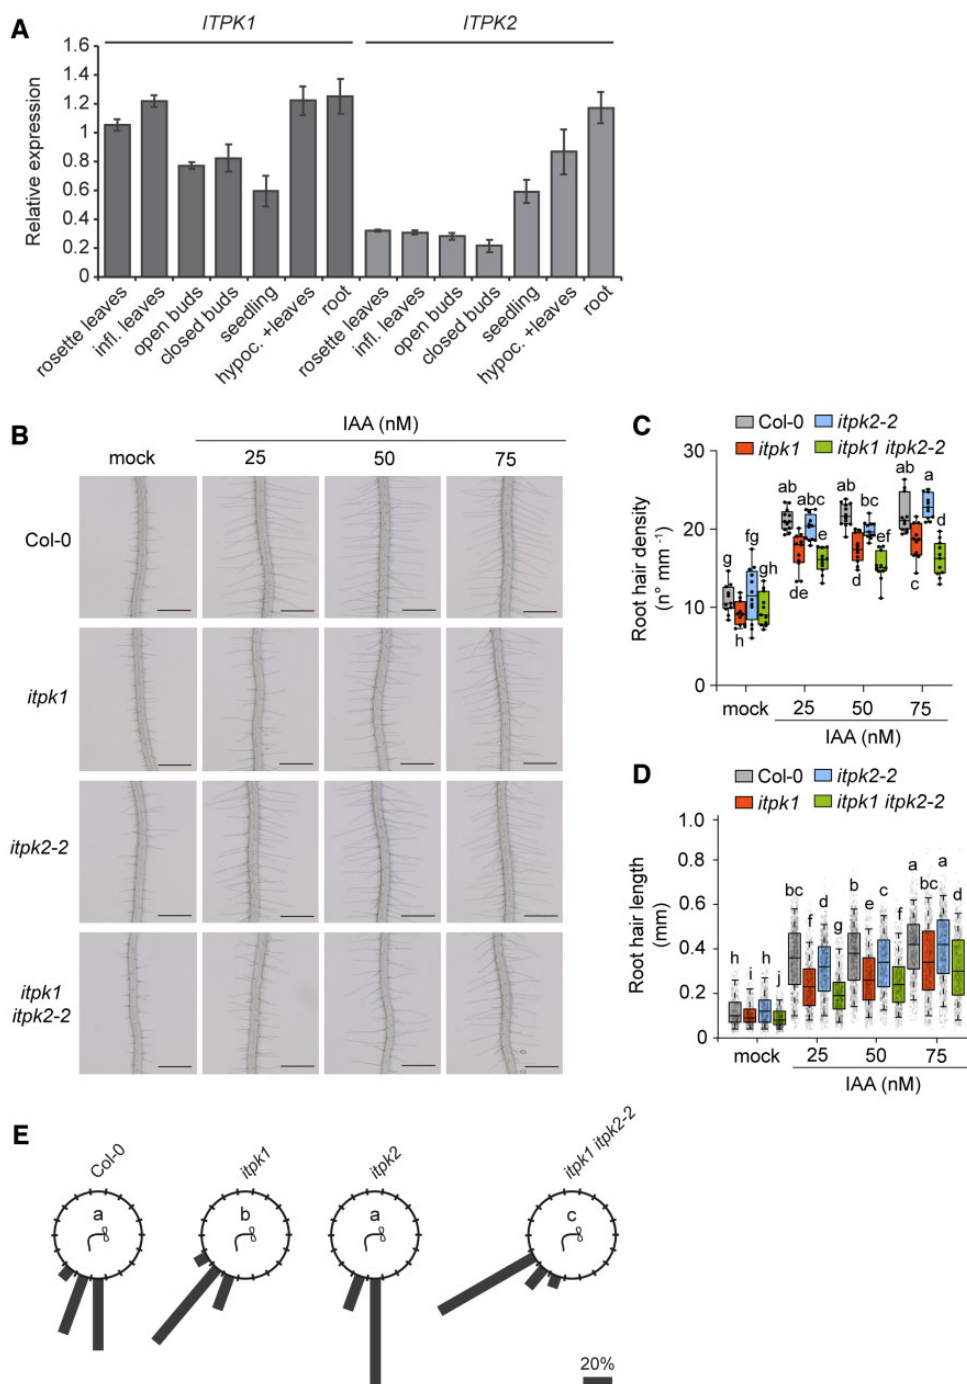 A
ITPK1
ITPK2
Relative expression
1.6
1.4
1.2
1
0.8
0.6
0.4
0.2
0
rosette leaves
infl. leaves
open buds
closed buds
seedling
hypoc. +leaves
root
rosette leaves
infl. leaves
open buds
closed buds
seedling
hypoc. +leaves
root
B
IAA (nM)
mock 25 50 75
Col-0
itpk1
itpk2-2
itpk1
itpk2-2
C
Col-0 itpk2-2
itpk1 itpk1 itpk2-2
Root hair density
(n° mm -1)
30
20
10
0
g h fg gh
ab de abc e
ab d bc ef
ab c a d
mock 25 50 75
IAA (nM)
D
Col-0 itpk2-2
itpk1 itpk1 itpk2-2
Root hair length
(mm)
1.0
0.8
0.6
0.4
0.2
0
h i h j
bc f d g
b e c f
a bc a d
mock 25 50 75
IAA (nM)
E
Col-0 itpk1 itpk2 itpk1 itpk2-2
a b a c
20%